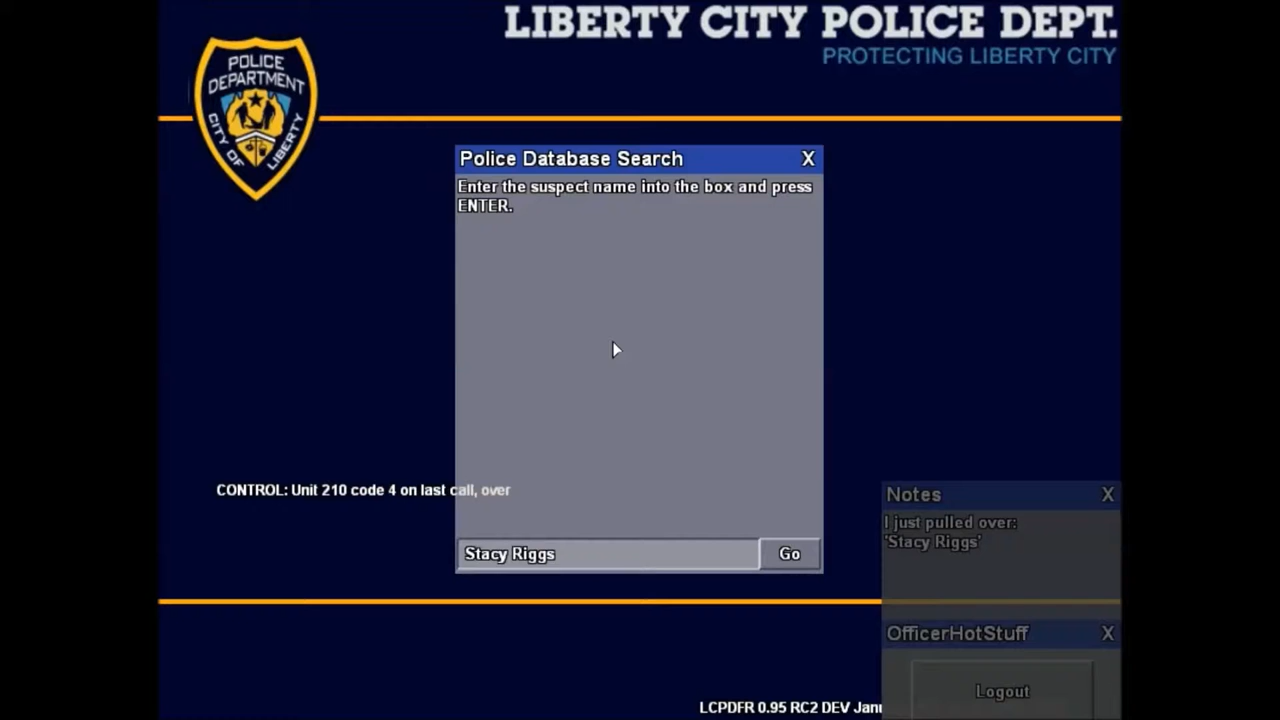 LIBERTY CITY POLICE DEPT.
PROTECTING LIBERTY CITY
POLICE
DEPARTMENT
CITY OF
LIBERTY
Police Database Search X
Enter the suspect name into the box and press
ENTER.
CONTROL: Unit 210 code 4 on last call, over
Stacy Riggs Go
Notes X
I just pulled over:
'Stacy Riggs'
OfficerHotStuff X
Logout
LCPDFR 0.95 RC2 DEV